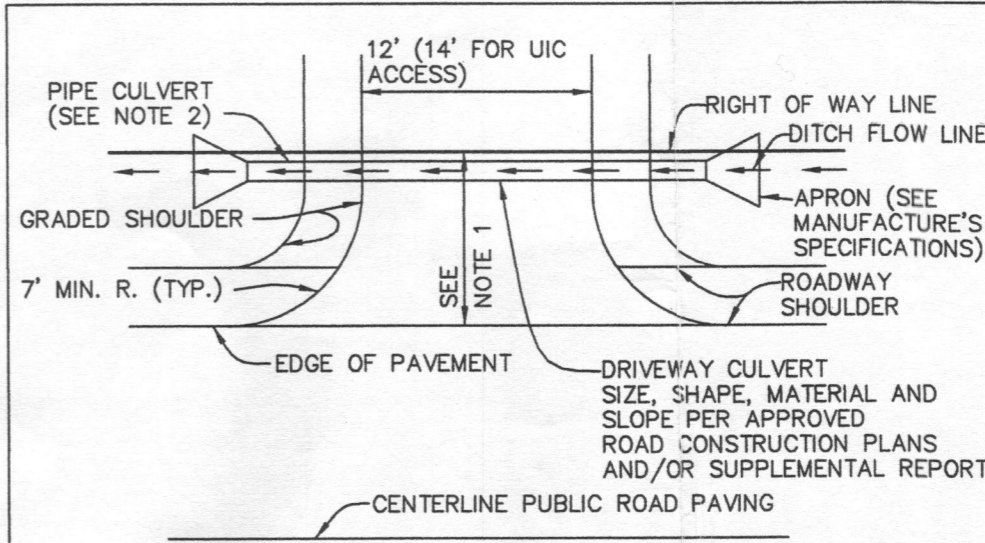 12' (14' FOR UIC
ACCESS)
PIPE CULVERT
(SEE NOTE 2)
RIGHT OF WAY LINE
DITCH FLOW LINE
GRADED SHOULDER
APRON (SEE
MANUFACTURE'S
SPECIFICATIONS)
7' MIN. R. (TYP.)
SEE
NOTE 1
ROADWAY
SHOULDER
EDGE OF PAVEMENT
DRIVEWAY CULVERT
SIZE, SHAPE, MATERIAL AND
SLOPE PER APPROVED
ROAD CONSTRUCTION PLANS
AND/OR SUPPLEMENTAL REPORT
CENTERLINE PUBLIC ROAD PAVING